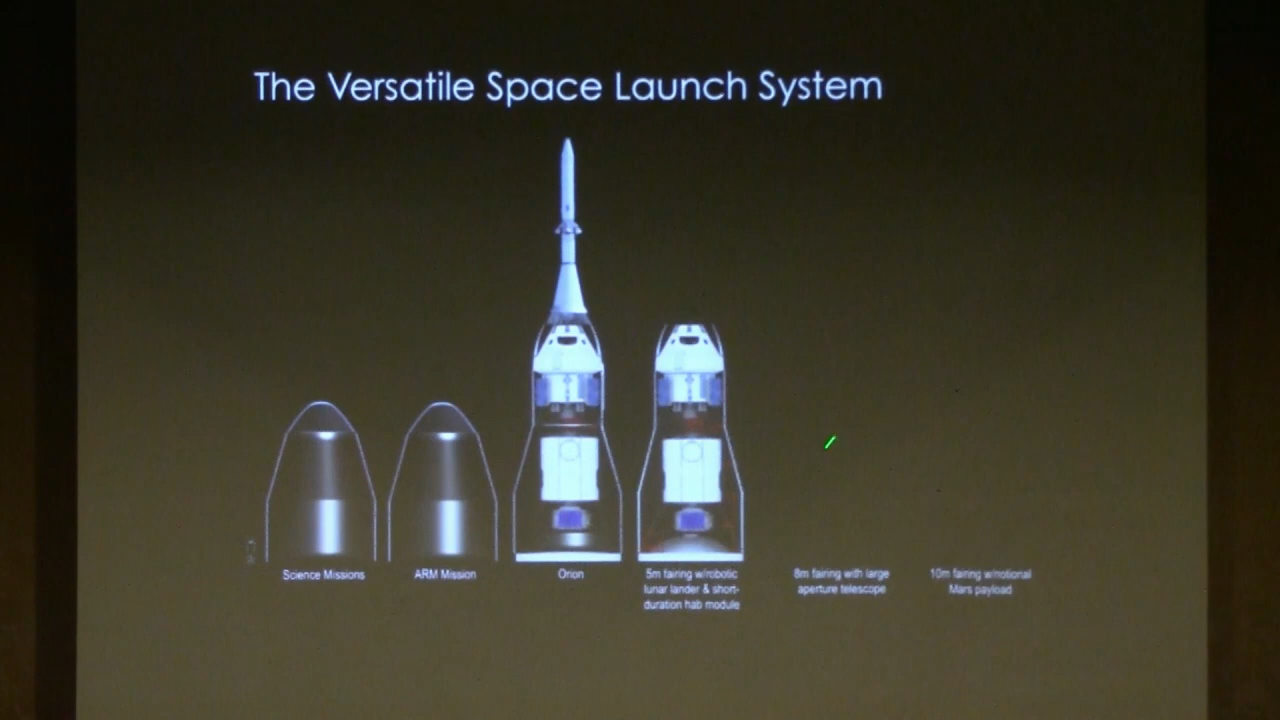 The Versatile Space Launch System
Science Missions
ARM Mission
Orion
5m fairing w/robotic
lunar lander & short-
duration hab module
8m fairing with large
aperture telescope
10m fairing w/notional
Mars payload